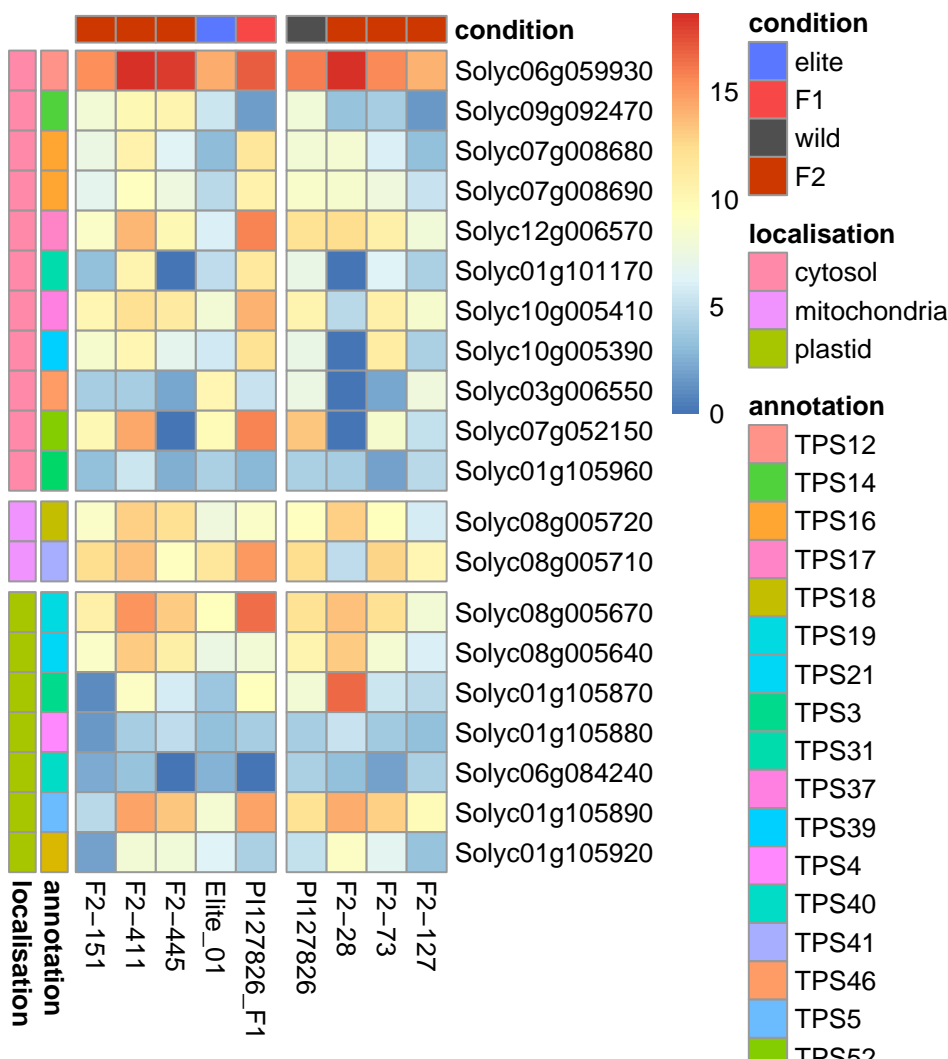 condition
Solyc06g059930
Solyc09g092470
Solyc07g008680
Solyc07g008690
Solyc12g006570
Solyc01g101170
Solyc10g005410
Solyc10g005390
Solyc03g006550
Solyc07g052150
Solyc01g105960
Solyc08g005720
Solyc08g005710
Solyc08g005670
Solyc08g005640
Solyc01g105870
Solyc01g105880
Solyc06g084240
Solyc01g105890
Solyc01g105920
localisation
annotation
F2−151
F2−411
F2−445
Elite_01
PI127826_F1
PI127826
F2−28
F2−73
F2−127
15
10
5
0
condition
elite
F1
wild
F2
localisation
cytosol
mitochondria
plastid
annotation
TPS12
TPS14
TPS16
TPS17
TPS18
TPS19
TPS21
TPS3
TPS31
TPS37
TPS39
TPS4
TPS40
TPS41
TPS46
TPS5
TPS52